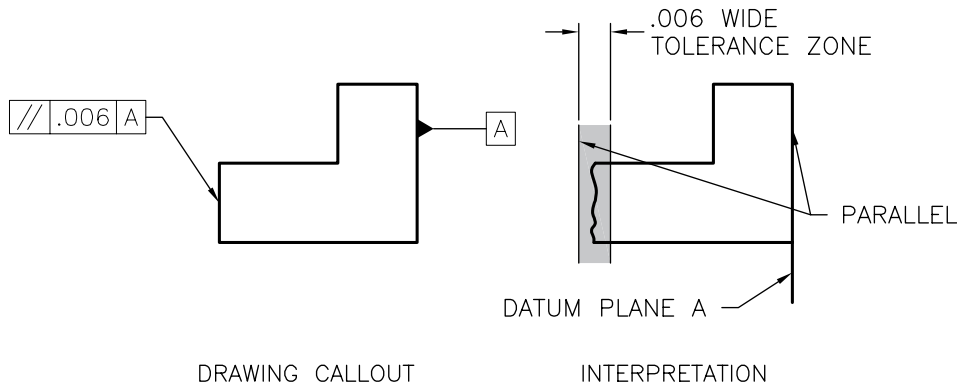 .006 WIDE
TOLERANCE ZONE
// .006 A
A
PARALLEL
DATUM PLANE A
DRAWING CALLOUT
INTERPRETATION